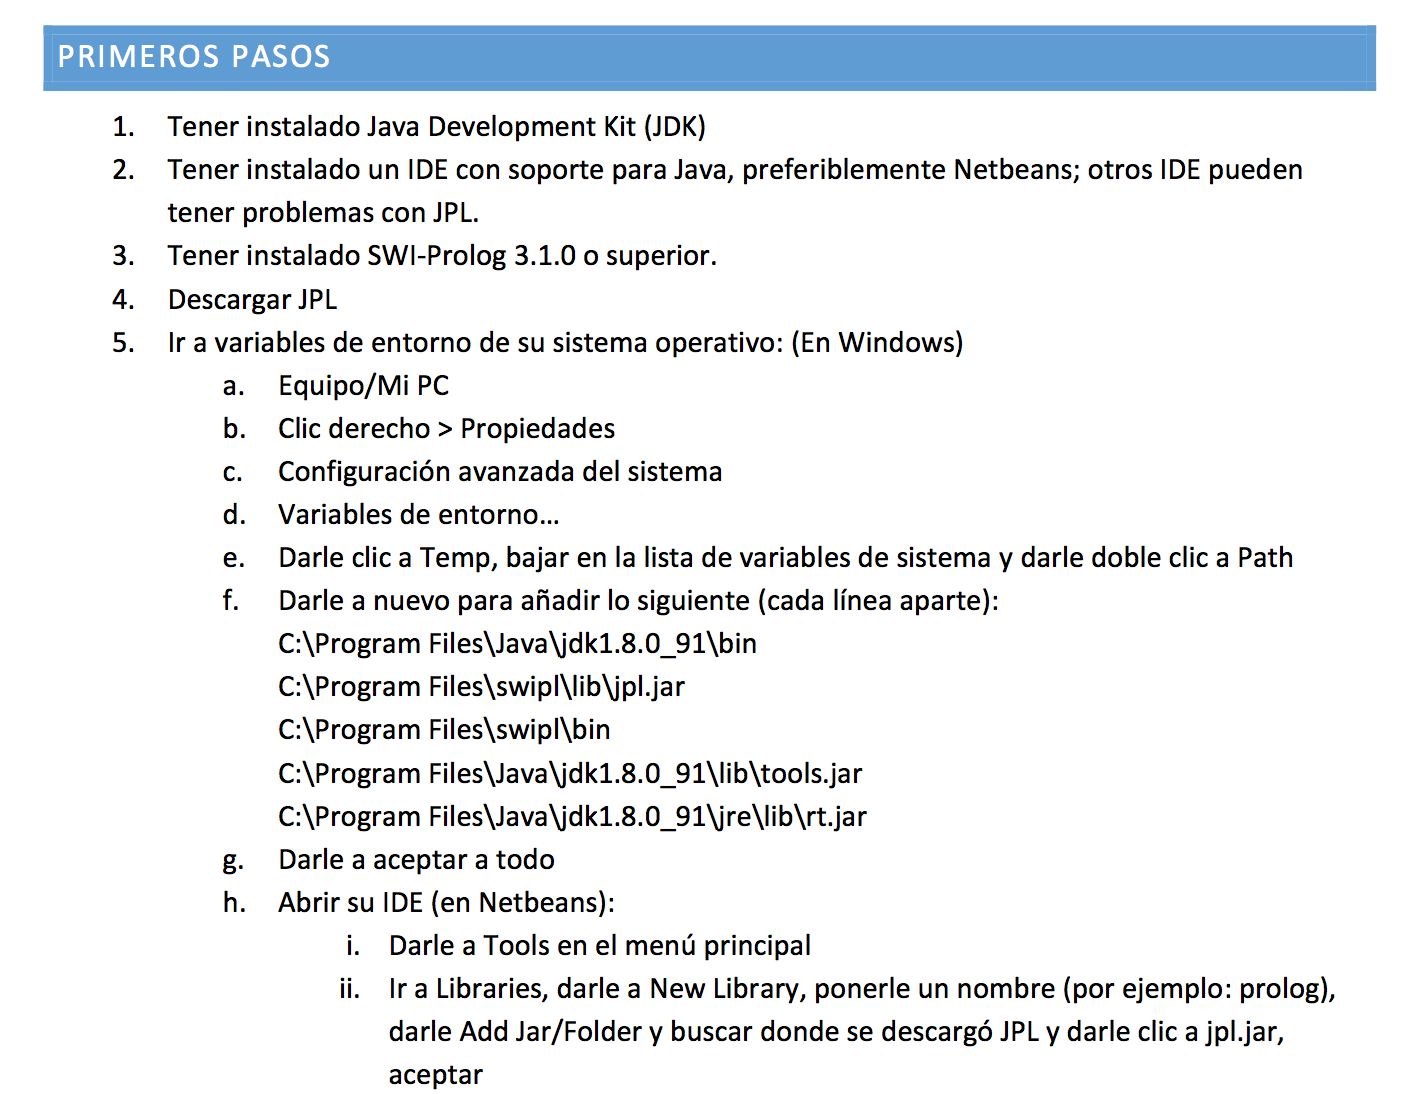 PRIMEROS PASOS
1. Tener instalado Java Development Kit (JDK)
2. Tener instalado un IDE con soporte para Java, preferiblemente Netbeans; otros IDE pueden
tener problemas con JPL.
3. Tener instalado SWI-Prolog 3.1.0 o superior.
4. Descargar JPL
5. Ir a variables de entorno de su sistema operativo: (En Windows)
a. Equipo/Mi PC
b. Clic derecho > Propiedades
c. Configuración avanzada del sistema
d. Variables de entorno...
e. Darle clic a Temp, bajar en la lista de variables de sistema y darle doble clic a Path
f. Darle a nuevo para añadir lo siguiente (cada línea aparte):
C:\Program Files\Java\jdk1.8.0_91\bin
C:\Program Files\swipl\lib\jpl.jar
C:\Program Files\swipl\bin
C:\Program Files\Java\jdk1.8.0_91\lib\tools.jar
C:\Program Files\Java\jdk1.8.0_91\jre\lib\rt.jar
g. Darle a aceptar a todo
h. Abrir su IDE (en Netbeans):
i. Darle a Tools en el menú principal
ii. Ir a Libraries, darle a New Library, ponerle un nombre (por ejemplo: prolog),
darle Add Jar/Folder y buscar donde se descargó JPL y darle clic a jpl.jar,
aceptar